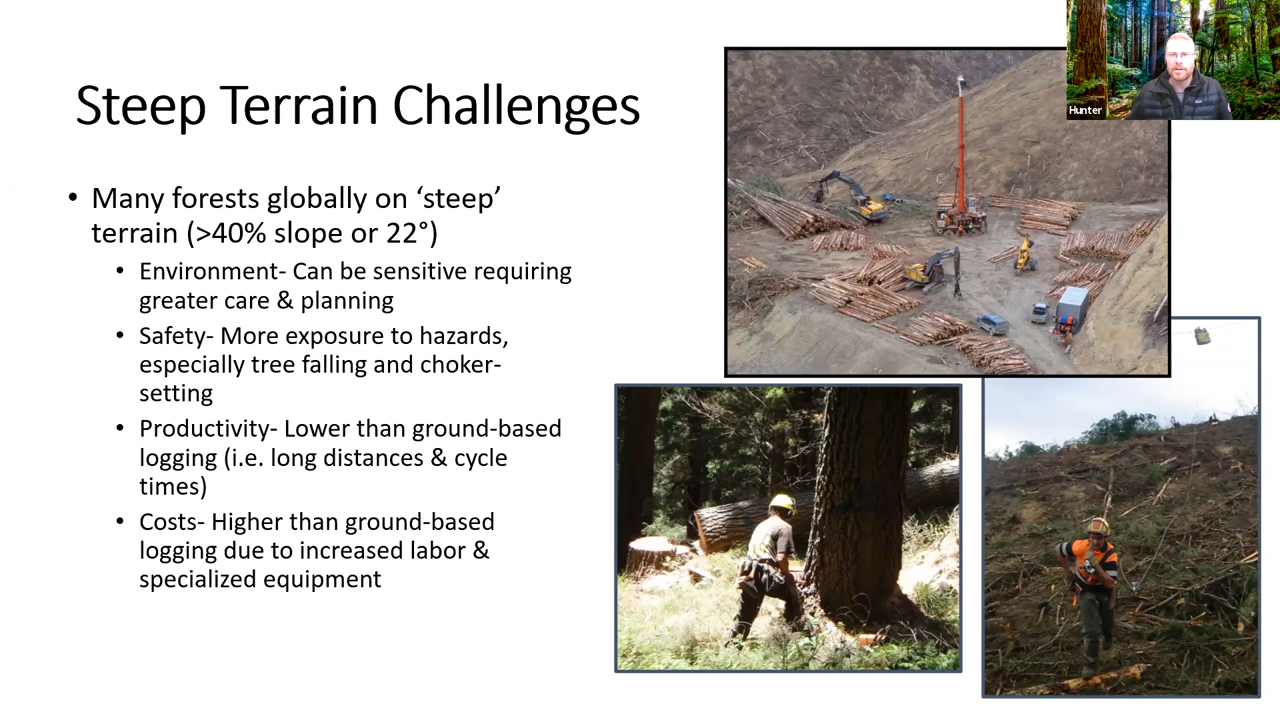 Steep Terrain Challenges
• Many forests globally on ‘steep’
terrain (>40% slope or 22°)
• Environment- Can be sensitive requiring
greater care & planning
• Safety- More exposure to hazards,
especially tree falling and choker-
setting
• Productivity- Lower than ground-based
logging (i.e. long distances & cycle
times)
• Costs- Higher than ground-based
logging due to increased labor &
specialized equipment
Hunter